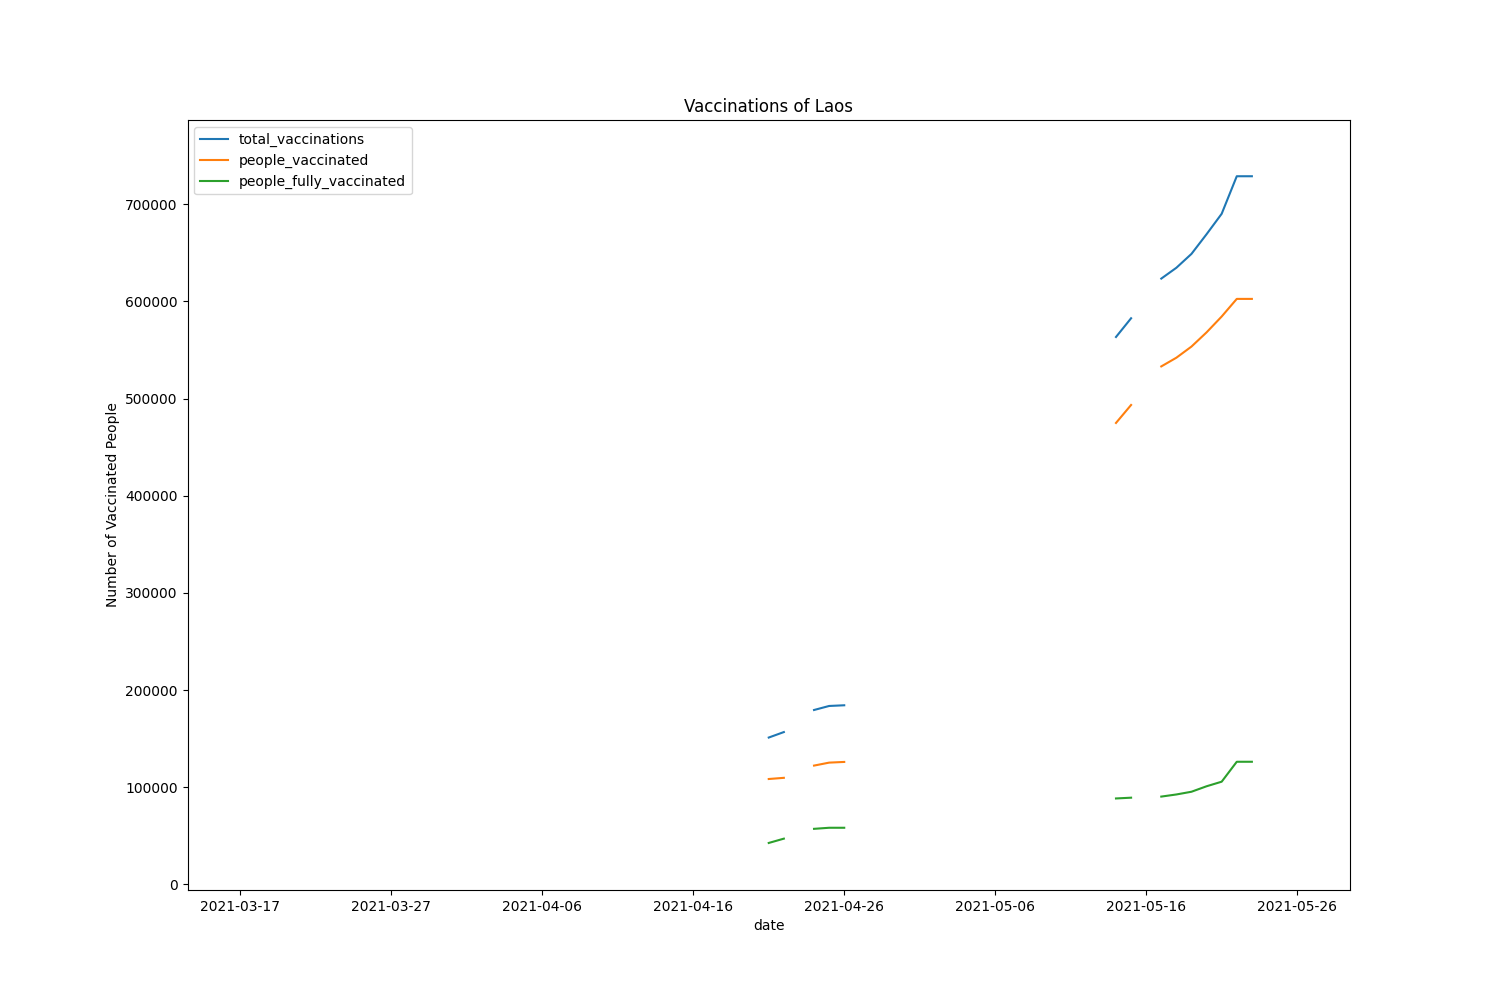 Vaccinations of Laos
total_vaccinations
people_vaccinated
people_fully_vaccinated
Number of Vaccinated People
700000
600000
500000
400000
300000
200000
100000
0
2021-03-17
2021-03-27
2021-04-06
2021-04-16
2021-04-26
2021-05-06
2021-05-16
2021-05-26
date